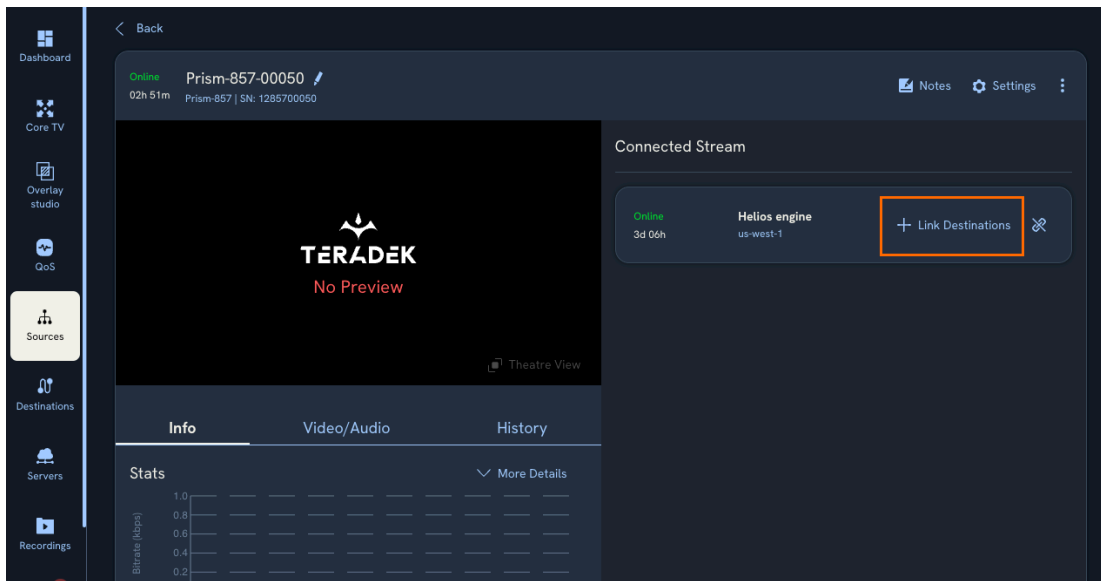 Back
Dashboard
Online
Prism-857-00050
02h 51m
Prism-857 | SN: 1285700050
Notes
Settings
Core TV
Connected Stream
Overlay
studio
Online
Helios engine
3d 06h
us-west-1
Link Destinations
QoS
TERADEK
No Preview
Sources
Theatre View
Destinations
Info
Video/Audio
History
Servers
Stats
More Details
1.0
0.8
0.6
0.4
0.2
Bitrate (kbps)
Recordings